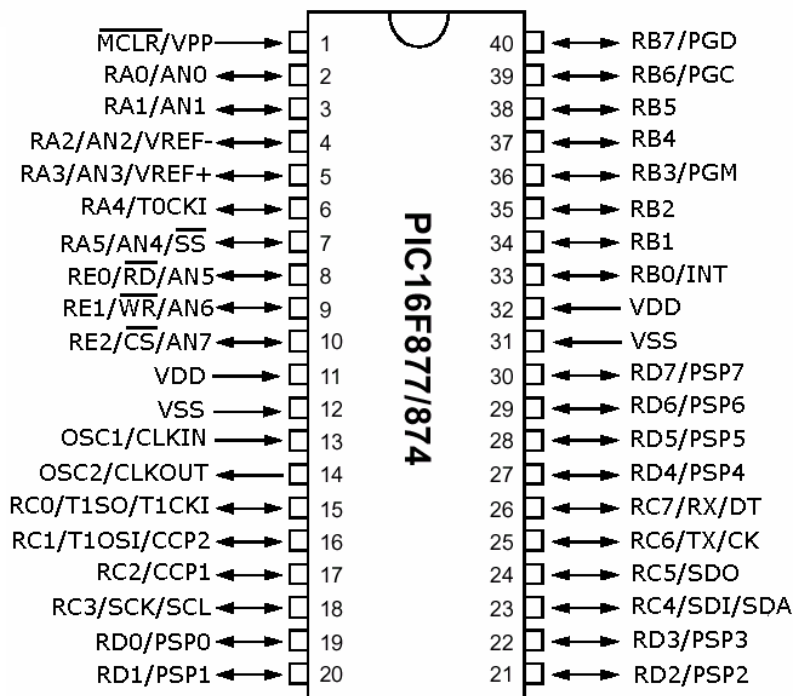 M̅C̅L̅R̅/VPP 1 40 RB7/PGD
RA0/AN0 2 39 RB6/PGC
RA1/AN1 3 38 RB5
RA2/AN2/VREF- 4 37 RB4
RA3/AN3/VREF+ 5 36 RB3/PGM
RA4/T0CKI 6 35 RB2
RA5/AN4/S̅S̅ 7 34 RB1
RE0/R̅D̅/AN5 8 33 RB0/INT
RE1/W̅R̅/AN6 9 32 VDD
RE2/C̅S̅/AN7 10 31 VSS
VDD 11 30 RD7/PSP7
VSS 12 29 RD6/PSP6
OSC1/CLKIN 13 28 RD5/PSP5
OSC2/CLKOUT 14 27 RD4/PSP4
RC0/T1SO/T1CKI 15 26 RC7/RX/DT
RC1/T1OSI/CCP2 16 25 RC6/TX/CK
RC2/CCP1 17 24 RC5/SDO
RC3/SCK/SCL 18 23 RC4/SDI/SDA
RD0/PSP0 19 22 RD3/PSP3
RD1/PSP1 20 21 RD2/PSP2
PIC16F877/874